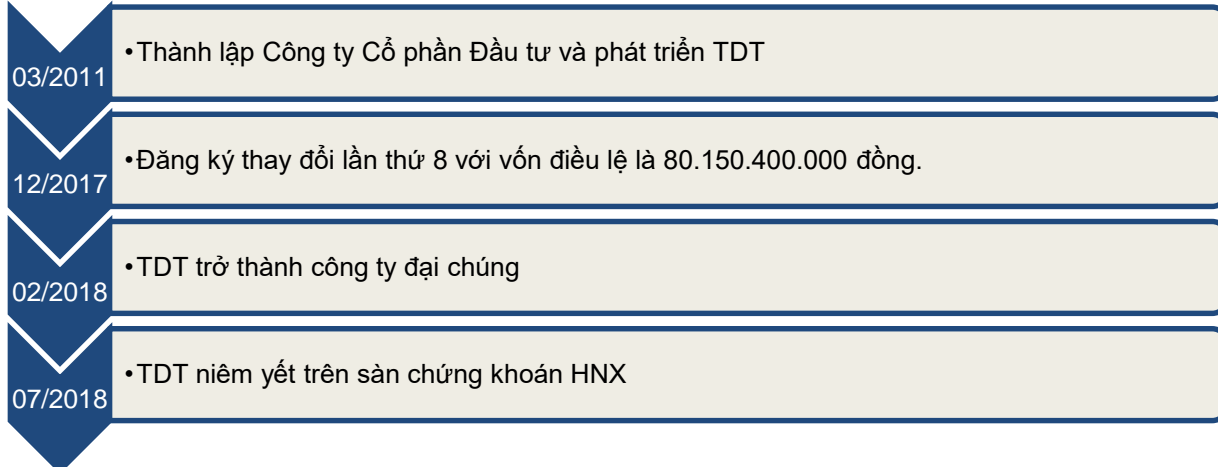 03/2011
•Thành lập Công ty Cổ phần Đầu tư và phát triển TDT
12/2017
•Đăng ký thay đổi lần thứ 8 với vốn điều lệ là 80.150.400.000 đồng.
02/2018
•TDT trở thành công ty đại chúng
07/2018
•TDT niêm yết trên sàn chứng khoán HNX